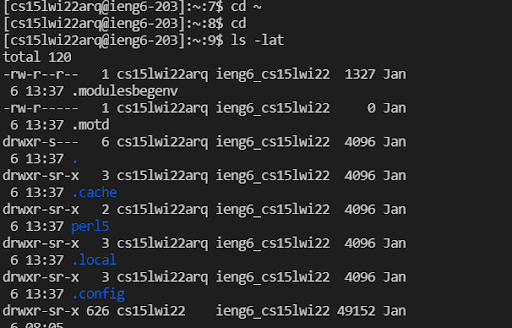 [cs15lwi22arq@ieng6-203]:~:7$ cd ~
[cs15lwi22arq@ieng6-203]:~:8$ cd
[cs15lwi22arq@ieng6-203]:~:9$ ls -lat
total 120
-rw-r--r--   1 cs15lwi22arq ieng6_cs15lwi22  1327 Jan
 6 13:37 .modulesbegenv
-rw-r-----   1 cs15lwi22arq ieng6_cs15lwi22     0 Jan
 6 13:37 .motd
drwxr-s---   6 cs15lwi22arq ieng6_cs15lwi22  4096 Jan
 6 13:37 .
drwxr-sr-x   3 cs15lwi22arq ieng6_cs15lwi22  4096 Jan
 6 13:37 .cache
drwxr-sr-x   2 cs15lwi22arq ieng6_cs15lwi22  4096 Jan
 6 13:37 perl5
drwxr-sr-x   3 cs15lwi22arq ieng6_cs15lwi22  4096 Jan
 6 13:37 .local
drwxr-sr-x   3 cs15lwi22arq ieng6_cs15lwi22  4096 Jan
 6 13:37 .config
drwxr-sr-x 626 cs15lwi22    ieng6_cs15lwi22 49152 Jan
 6 08:05